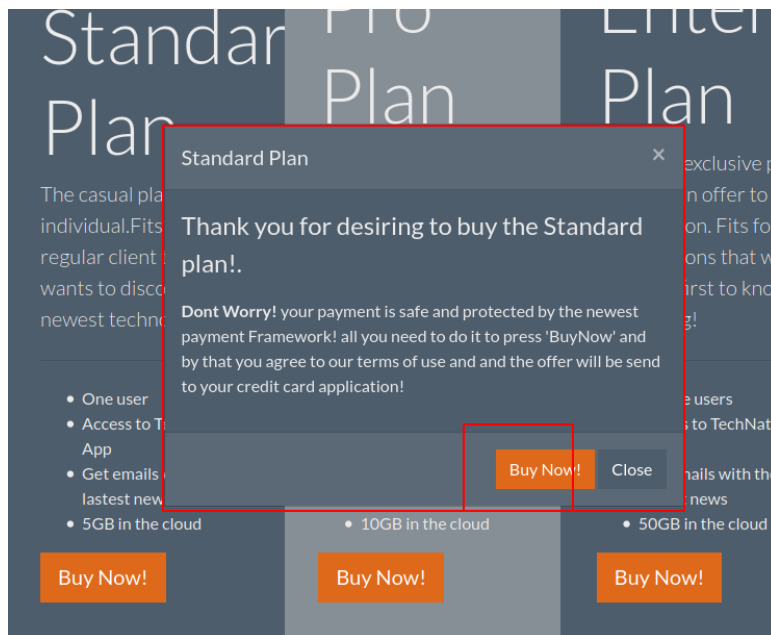 Standar
Plan
Pro
Plan
Plan
The casual pla
individual.Fits
regular client
wants to disco
newest techno
exclusive p
n offer to
on. Fits fo
ons that w
irst to kno
g!
Standard Plan
×
Thank you for desiring to buy the Standard
plan!.
Dont Worry! your payment is safe and protected by the newest
payment Framework! all you need to do it to press 'BuyNow' and
by that you agree to our terms of use and and the offer will be send
to your credit card application!
Buy Now!
Close
One user
Access to T
App
Get emails
lastest new
5GB in the cloud
10GB in the cloud
e users
s to TechNat
nails with the
news
50GB in the cloud
Buy Now!
Buy Now!
Buy Now!